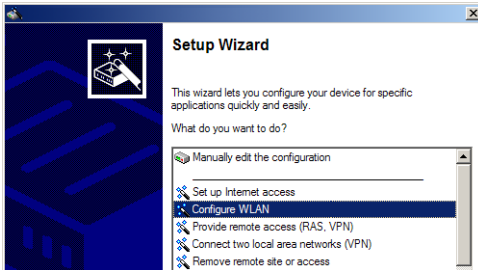 Setup Wizard
This wizard lets you configure your device for specific
applications quickly and easily.
What do you want to do?
Manually edit the configuration
Set up Internet access
Configure WLAN
Provide remote access (RAS, VPN)
Connect two local area networks (VPN)
Remove remote site or access